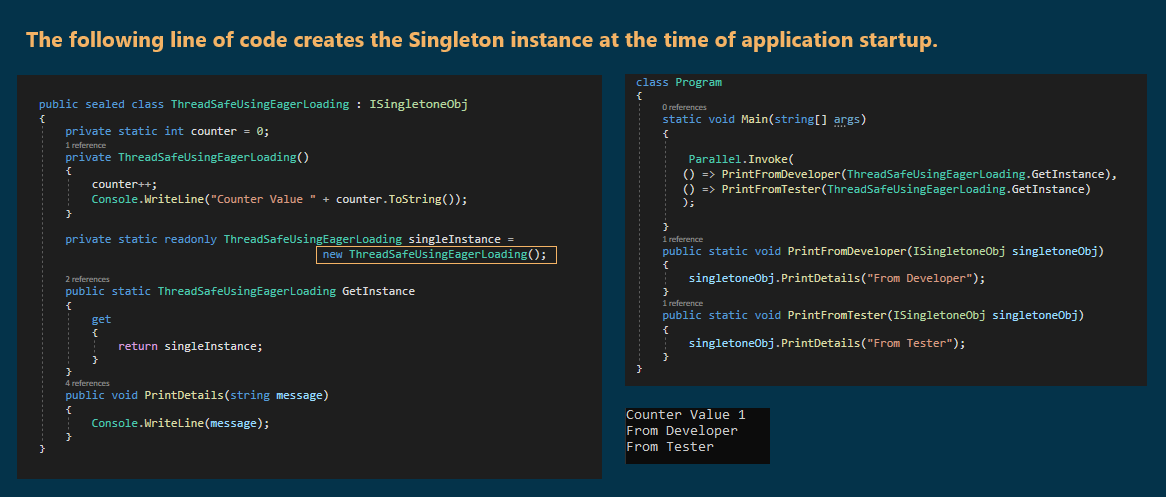 The following line of code creates the Singleton instance at the time of application startup.
public sealed class ThreadSafeUsingEagerLoading : ISingletoneObj
{
private static int counter = 0;
1 reference
private ThreadSafeUsingEagerLoading()
{
counter++;
Console.WriteLine("Counter Value " + counter.ToString());
}
private static readonly ThreadSafeUsingEagerLoading singleInstance =
new ThreadSafeUsingEagerLoading();
2 references
public static ThreadSafeUsingEagerLoading GetInstance
{
get
{
return singleInstance;
}
}
4 references
public void PrintDetails(string message)
{
Console.WriteLine(message);
}
}
class Program
{
0 references
static void Main(string[] args)
{
Parallel.Invoke(
() => PrintFromDeveloper(ThreadSafeUsingEagerLoading.GetInstance),
() => PrintFromTester(ThreadSafeUsingEagerLoading.GetInstance)
);
}
1 reference
public static void PrintFromDeveloper(ISingletoneObj singletoneObj)
{
singletoneObj.PrintDetails("From Developer");
}
1 reference
public static void PrintFromTester(ISingletoneObj singletoneObj)
{
singletoneObj.PrintDetails("From Tester");
}
}
Counter Value 1
From Developer
From Tester